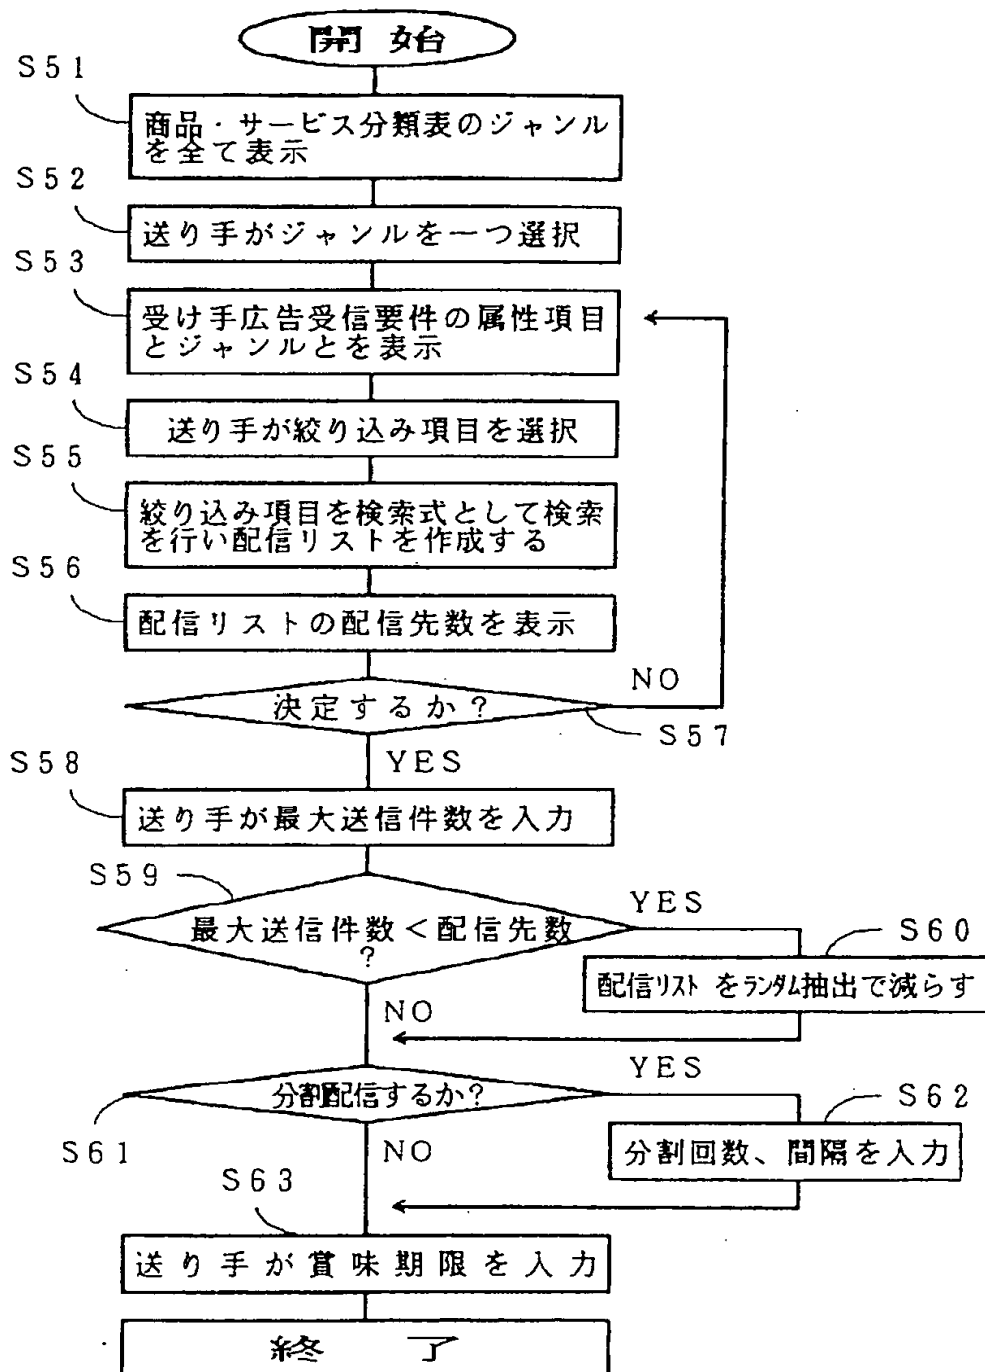 開始
S51
商品・サービス分類表のジャンル
を全て表示
S52
送り手がジャンルを一つ選択
S53
受け手広告受信要件の属性項目
とジャンルとを表示
S54
送り手が絞り込み項目を選択
S55
絞り込み項目を検索式として検索
を行い配信リストを作成する
S56
配信リストの配信先数を表示
決定するか?
NO
S57
YES
S58
送り手が最大送信件数を入力
S59
最大送信件数<配信先数
?
YES
S60
配信リストをランダム抽出で減らす
NO
分割配信するか?
YES
S61
S62
分割回数、間隔を入力
NO
S63
送り手が賞味期限を入力
終了